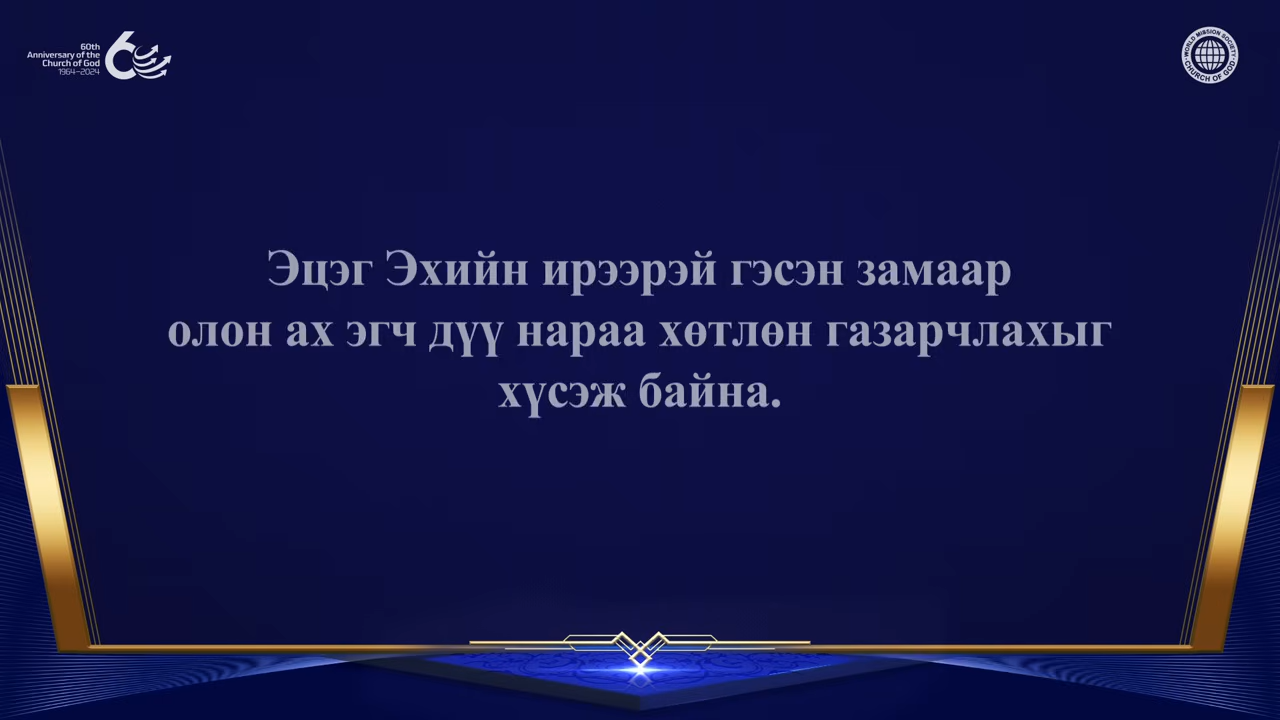 60th
Anniversary of the
Church of God
1964–2024
60
WORLD MISSION SOCIETY
CHURCH OF GOD
Эцэг Эхийн ирээрэй гэсэн замаар
олон ах эгч дүү нараа хөтлөн газарчлахыг
хүсэж байна.